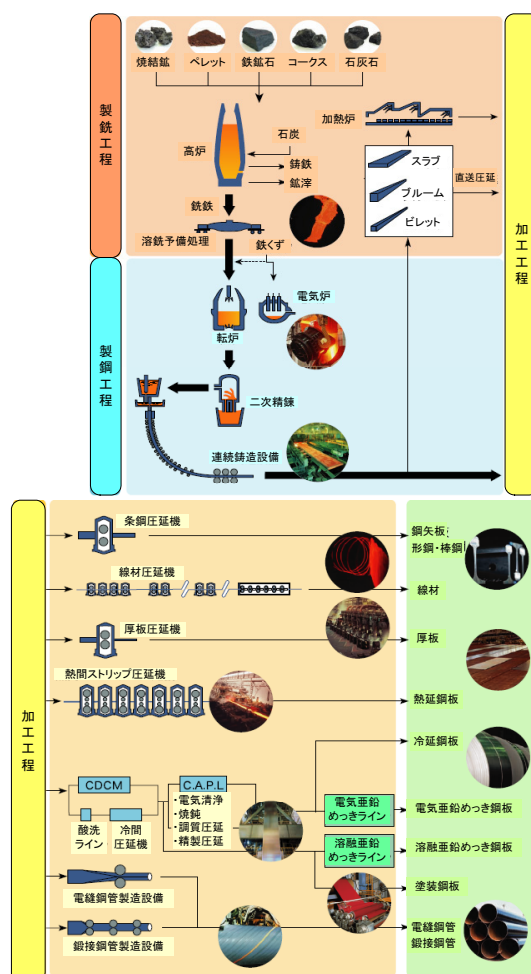 製銑工程
焼結鉱
ペレット
鉄鉱石
コークス
石灰石
高炉
石炭
鋳鉄
鉱滓
銑鉄
溶銑予備処理
鉄くず
加熱炉
スラブ
ブルーム
ビレット
直送圧延
加工工程
製鋼工程
転炉
電気炉
二次精錬
連続鋳造設備
加工工程
条鋼圧延機
鋼矢板
形鋼・棒鋼
線材圧延機
線材
厚板圧延機
厚板
熱間ストリップ圧延機
熱延鋼板
冷延鋼板
CDCM
酸洗
ライン
冷間
圧延機
C.A.P.L
・電気清浄
・焼鈍
・調質圧延
・精製圧延
電気亜鉛
めっきライン
電気亜鉛めっき鋼板
溶融亜鉛
めっきライン
溶融亜鉛めっき鋼板
塗装鋼板
電縫鋼管製造設備
鍛接鋼管製造設備
電縫鋼管
鍛接鋼管